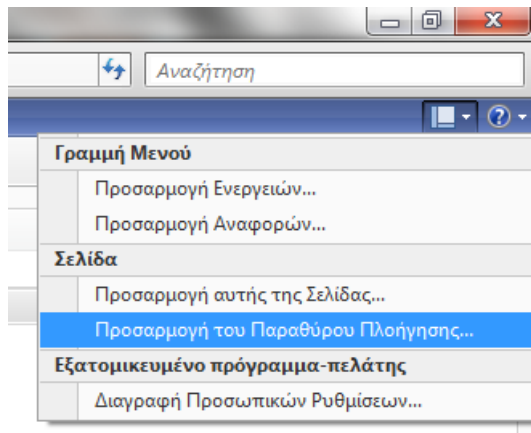 Αναζήτηση
Γραμμή Μενού
Προσαρμογή Ενεργειών...
Προσαρμογή Αναφορών...
Σελίδα
Προσαρμογή αυτής της Σελίδας...
Προσαρμογή του Παραθύρου Πλοήγησης...
Εξατομικευμένο πρόγραμμα-πελάτης
Διαγραφή Προσωπικών Ρυθμίσεων...